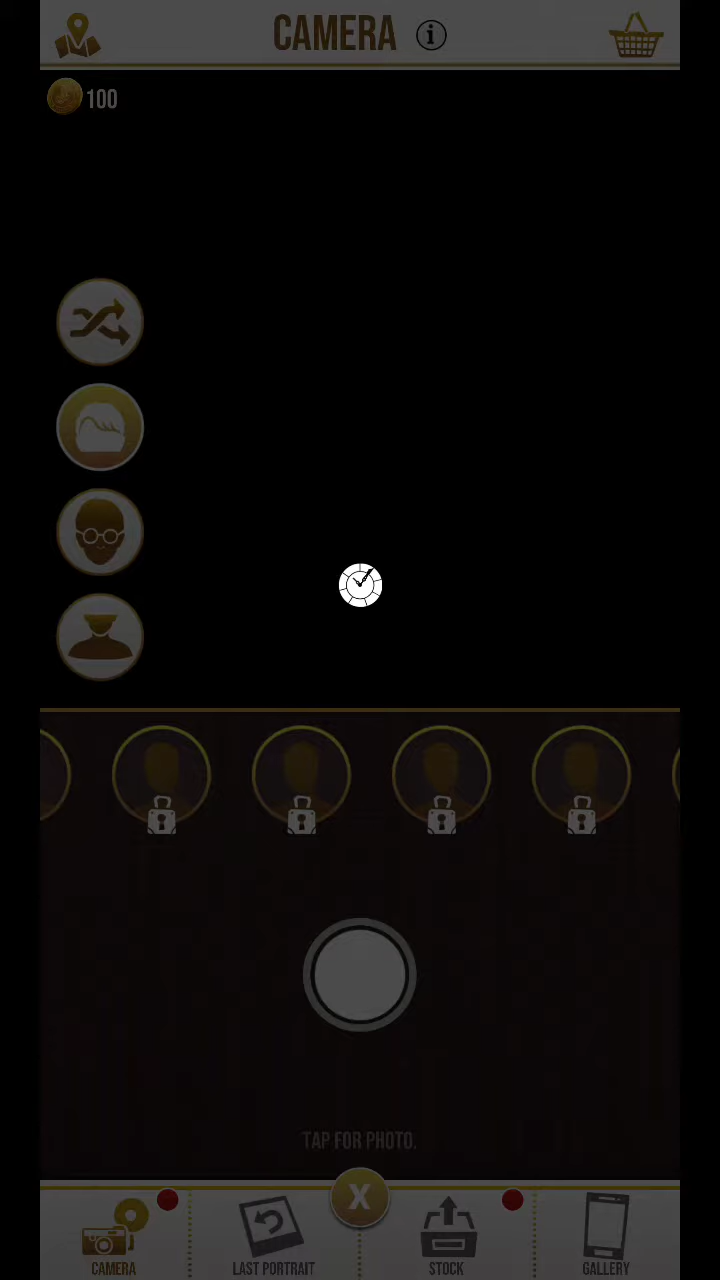 CAMERA i
100
TAP FOR PHOTO.
X
CAMERA
LAST PORTRAIT
STOCK
GALLERY